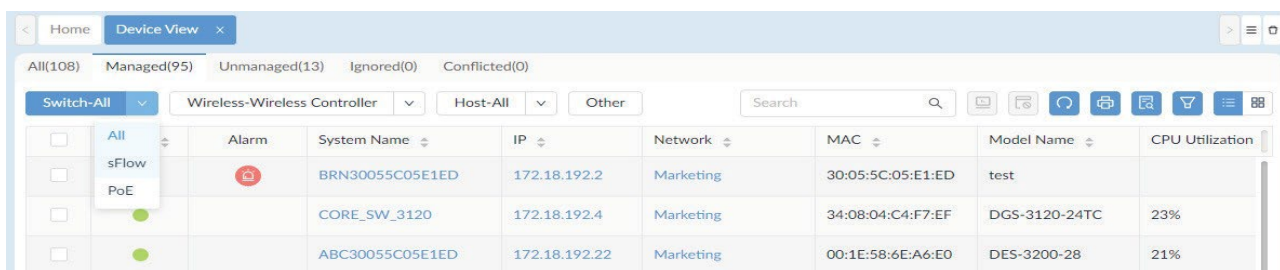 Home Device View ×
All(108) Managed(95) Unmanaged(13) Ignored(0) Conflicted(0)
Switch-All Wireless-Wireless Controller Host-All Other Search
All
sFlow
PoE
Alarm System Name IP Network MAC Model Name CPU Utilization
BRN30055C05E1ED 172.18.192.2 Marketing 30:05:5C:05:E1:ED test
CORE_SW_3120 172.18.192.4 Marketing 34:08:04:C4:F7:EF DGS-3120-24TC 23%
ABC30055C05E1ED 172.18.192.22 Marketing 00:1E:58:6E:A6:E0 DES-3200-28 21%